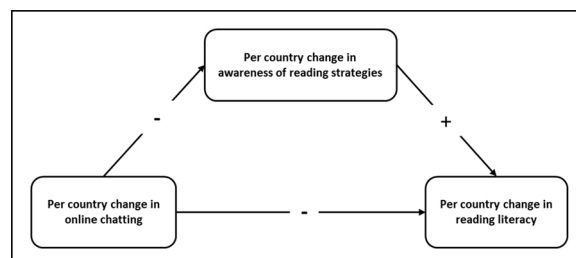 Per country change in
awareness of reading strategies
-
+
Per country change in
online chatting
-
Per country change in
reading literacy